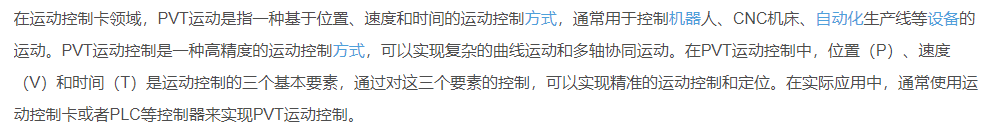 在运动控制卡领域，PVT运动是指一种基于位置、速度和时间的运动控制方式，通常用于控制机器人、CNC机床、自动化生产线等设备的
运动。PVT运动控制是一种高精度的运动控制方式，可以实现复杂的曲线运动和多轴协同运动。在PVT运动控制中，位置（P）、速度
（V）和时间（T）是运动控制的三个基本要素，通过对这三个要素的控制，可以实现精准的运动控制和定位。在实际应用中，通常使用运
动控制卡或者PLC等控制器来实现PVT运动控制。